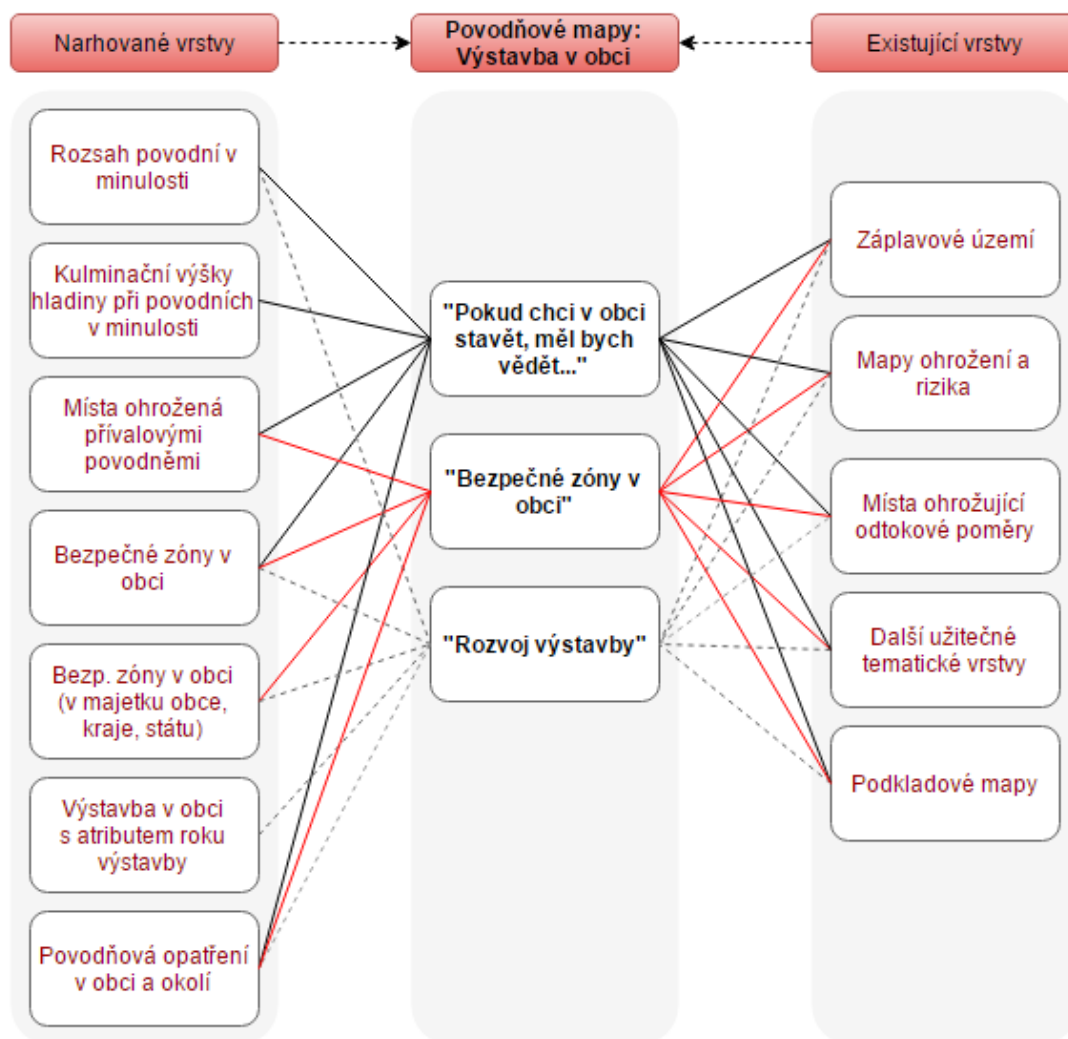 Narhované vrstvy
Povodňové mapy:
Výstavba v obci
Existující vrstvy
Rozsah povodní v
minulosti
Kulminační výšky
hladiny při povodních
v minulosti
Místa ohrožená
přívalovými
povodněmi
Bezpečné zóny v
obci
Bezp. zóny v obci
(v majetku obce,
kraje, státu)
Výstavba v obci
s atributem roku
výstavby
Povodňová opatření
v obci a okolí
"Pokud chci v obci
stavět, měl bych
vědět..."
"Bezpečné zóny v
obci"
"Rozvoj výstavby"
Záplavové území
Mapy ohrožení a
rizika
Místa ohrožující
odtokové poměry
Další užitečné
tematické vrstvy
Podkladové mapy